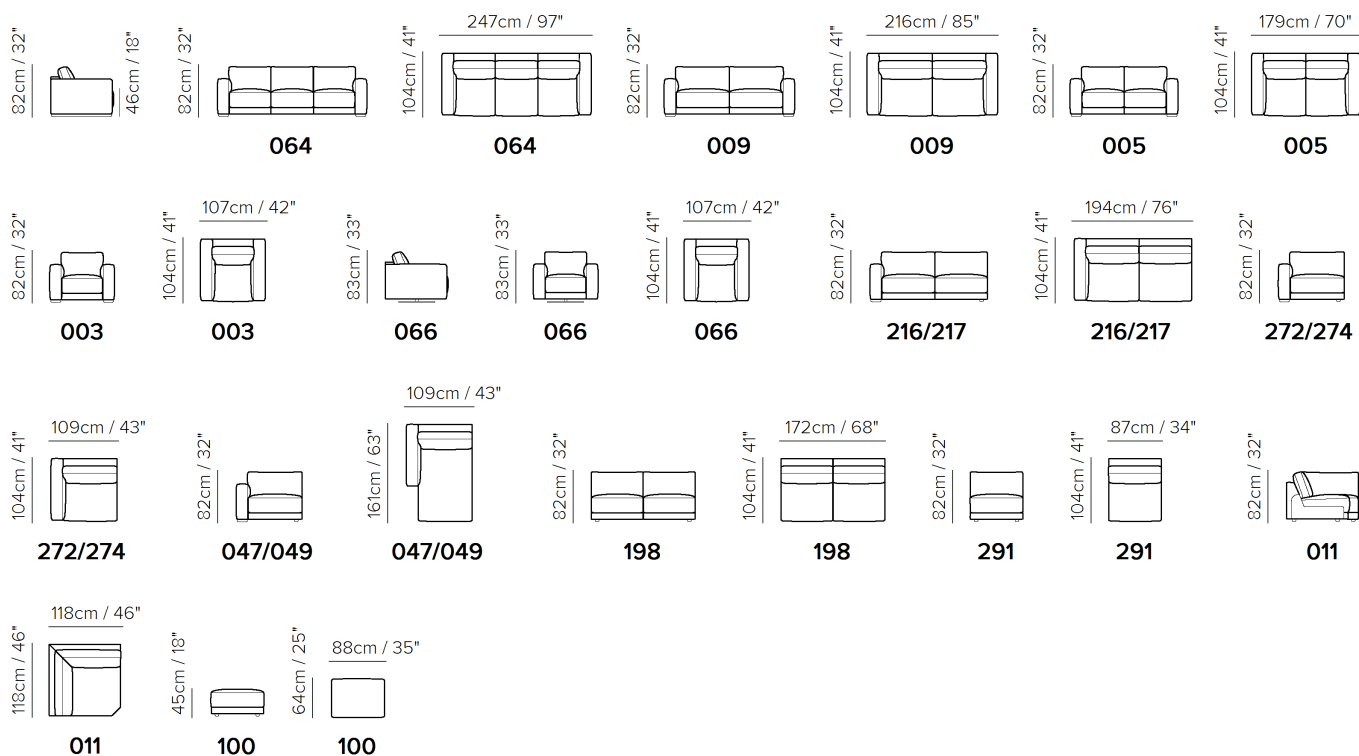 82cm / 32"
46cm / 18"
82cm / 32"
064
247cm / 97"
104cm / 41"
064
82cm / 32"
009
216cm / 85"
104cm / 41"
009
82cm / 32"
005
179cm / 70"
104cm / 41"
005
82cm / 32"
003
107cm / 42"
104cm / 41"
003
83cm / 33"
066
83cm / 33"
066
107cm / 42"
104cm / 41"
066
82cm / 32"
216/217
194cm / 76"
104cm / 41"
216/217
82cm / 32"
272/274
109cm / 43"
104cm / 41"
272/274
82cm / 32"
047/049
109cm / 43"
161cm / 63"
047/049
82cm / 32"
198
172cm / 68"
104cm / 41"
198
82cm / 32"
291
87cm / 34"
104cm / 41"
291
82cm / 32"
011
118cm / 46"
118cm / 46"
011
45cm / 18"
100
88cm / 35"
64cm / 25"
100